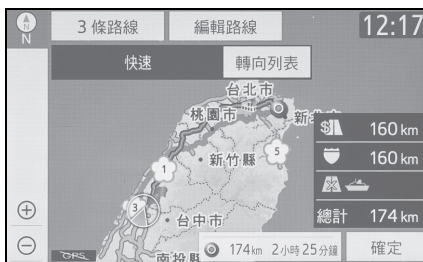 N
3 條路線
編輯路線
12:17
快速
轉向列表
台北市
桃園市
新北
160 km
5
1
新竹縣
160 km
3
台中市
總計 174 km
GPS
南投縣
174km 2小時25分鐘
確定